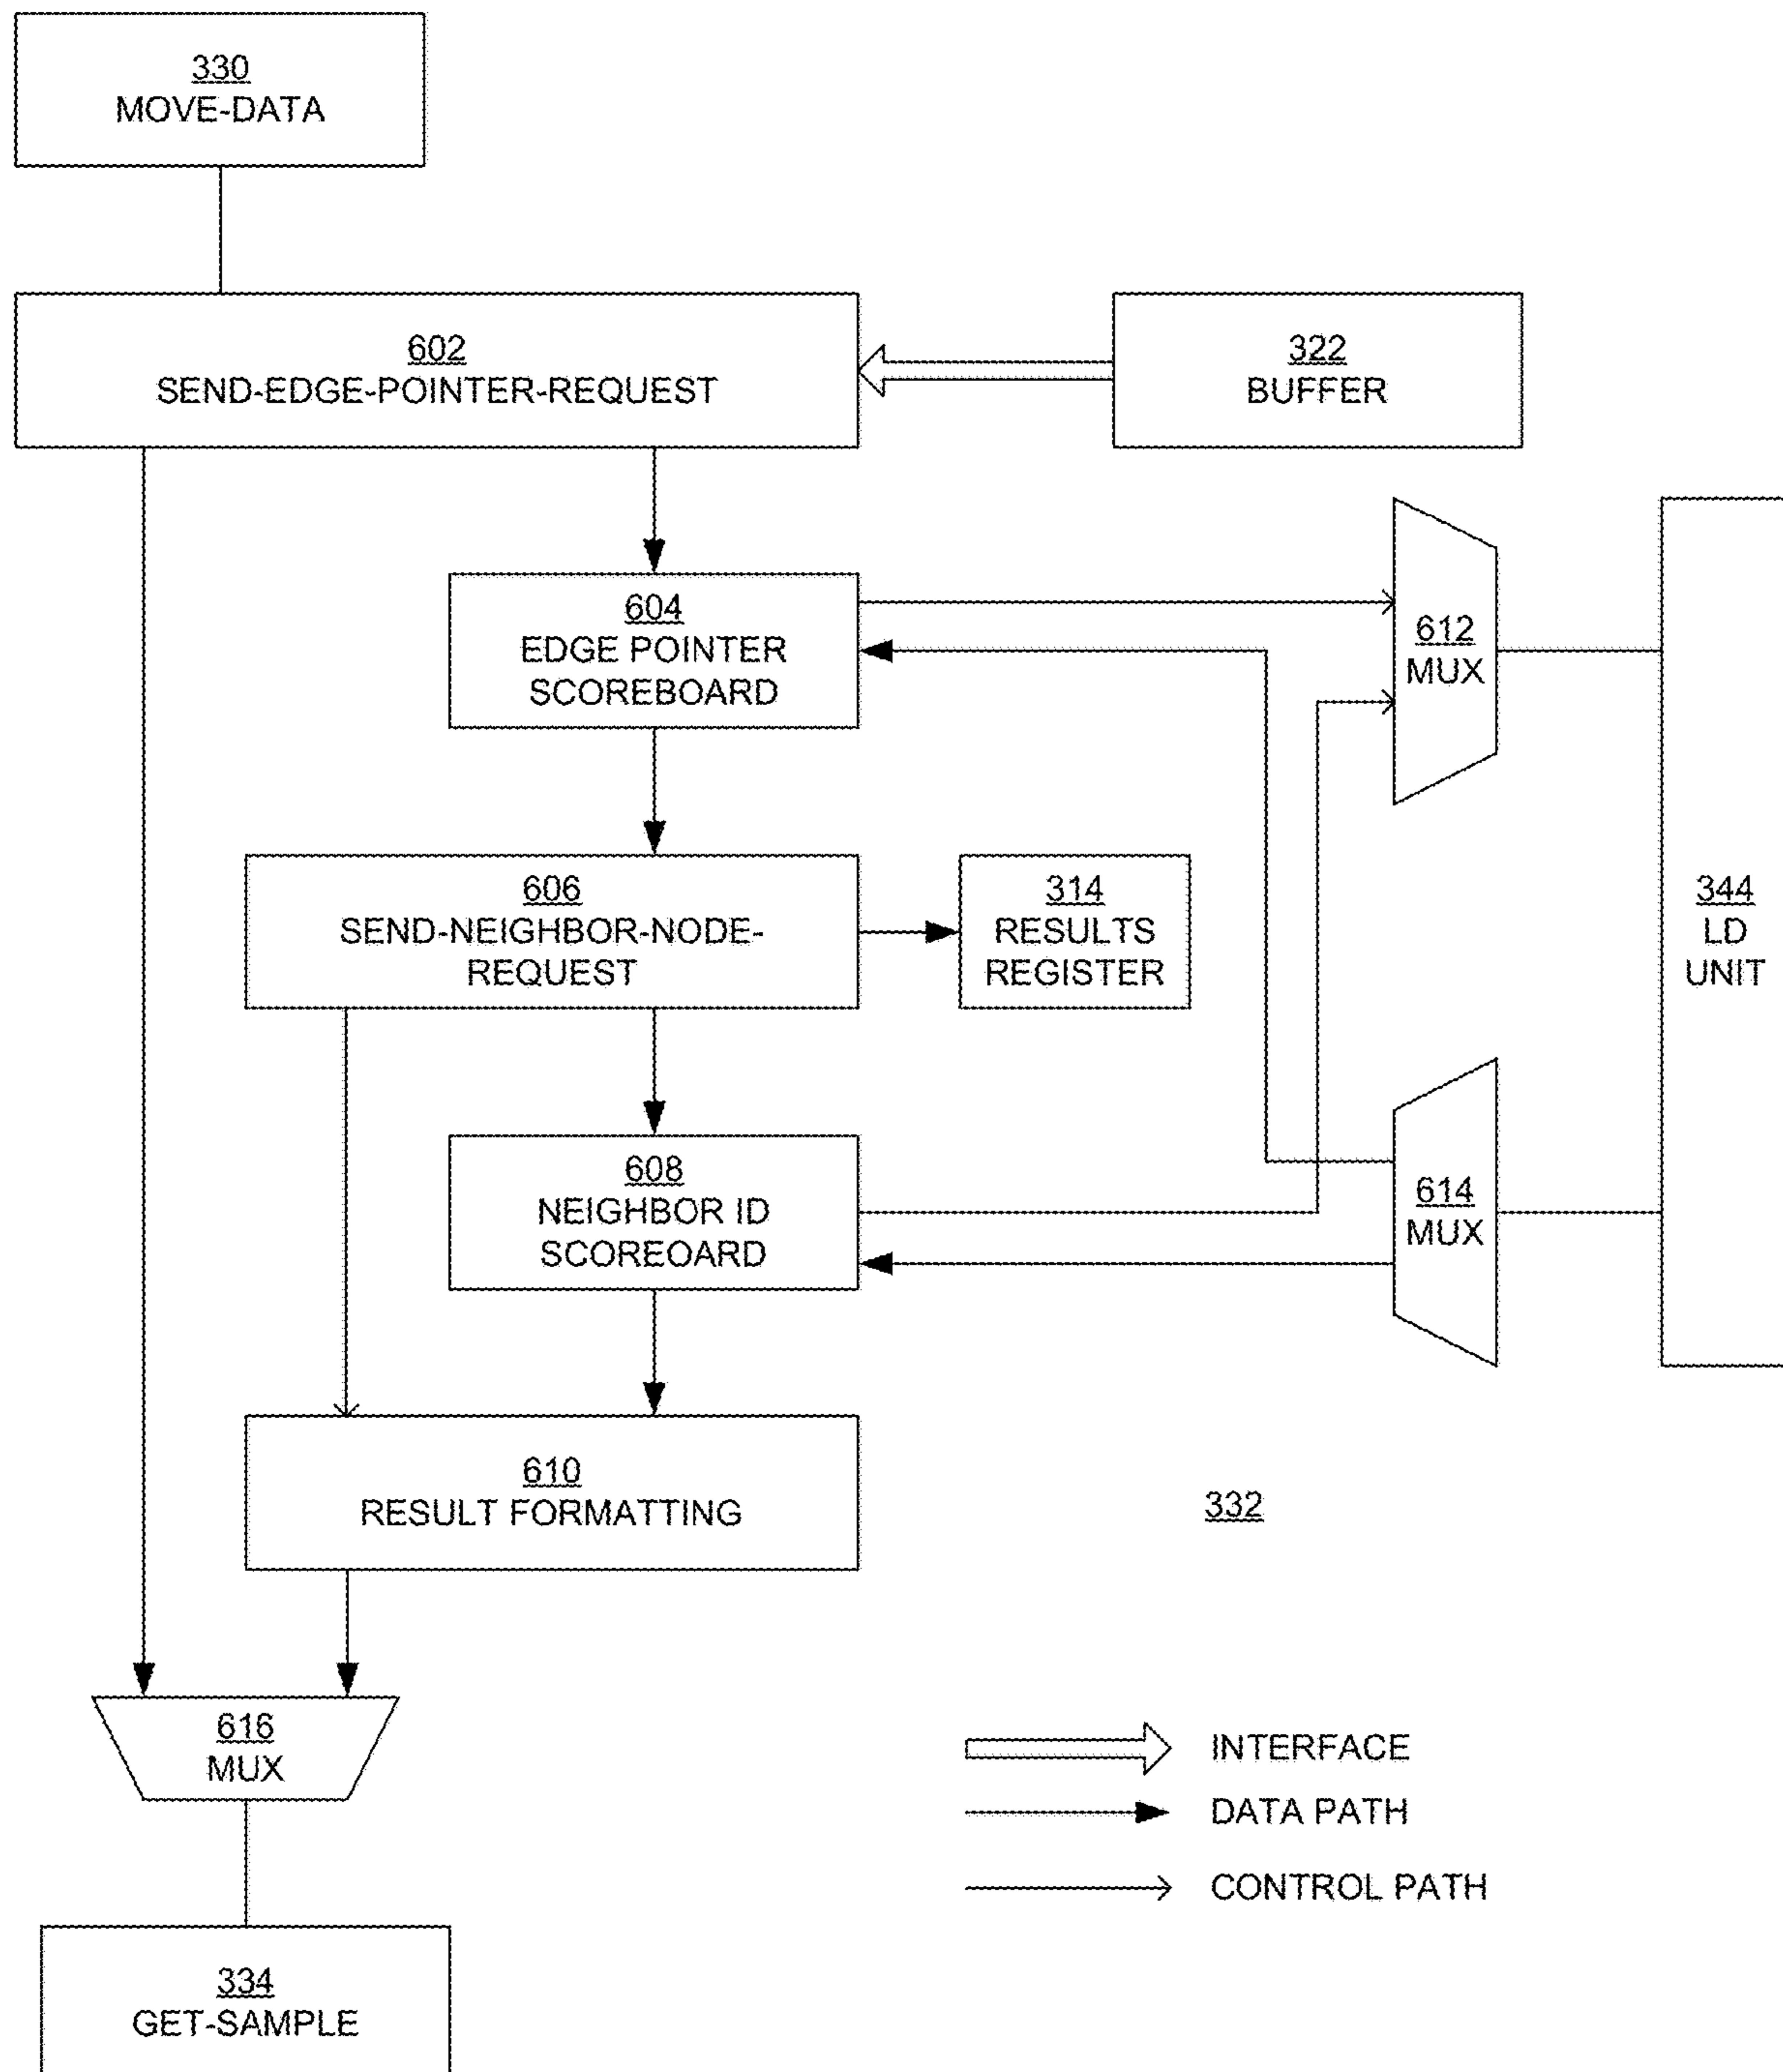 330
MOVE-DATA
602
SEND-EDGE-POINTER-REQUEST
322
BUFFER
604
EDGE POINTER
SCOREBOARD
612
MUX
606
SEND-NEIGHBOR-NODE-
REQUEST
314
RESULTS
REGISTER
344
LD
UNIT
608
NEIGHBOR ID
SCOREOARD
614
MUX
610
RESULT FORMATTING
332
616
MUX
INTERFACE
DATA PATH
CONTROL PATH
334
GET-SAMPLE